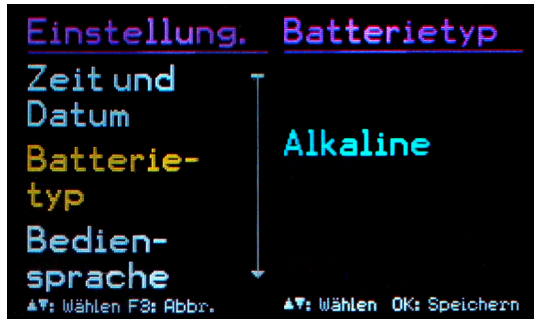 Einstellung.
Zeit und
Datum
Batterie-
typ
Bedien-
sprache
▲▼: Wählen F3: Abbr.
Batterietyp
Alkaline
▲▼: Wählen OK: Speichern